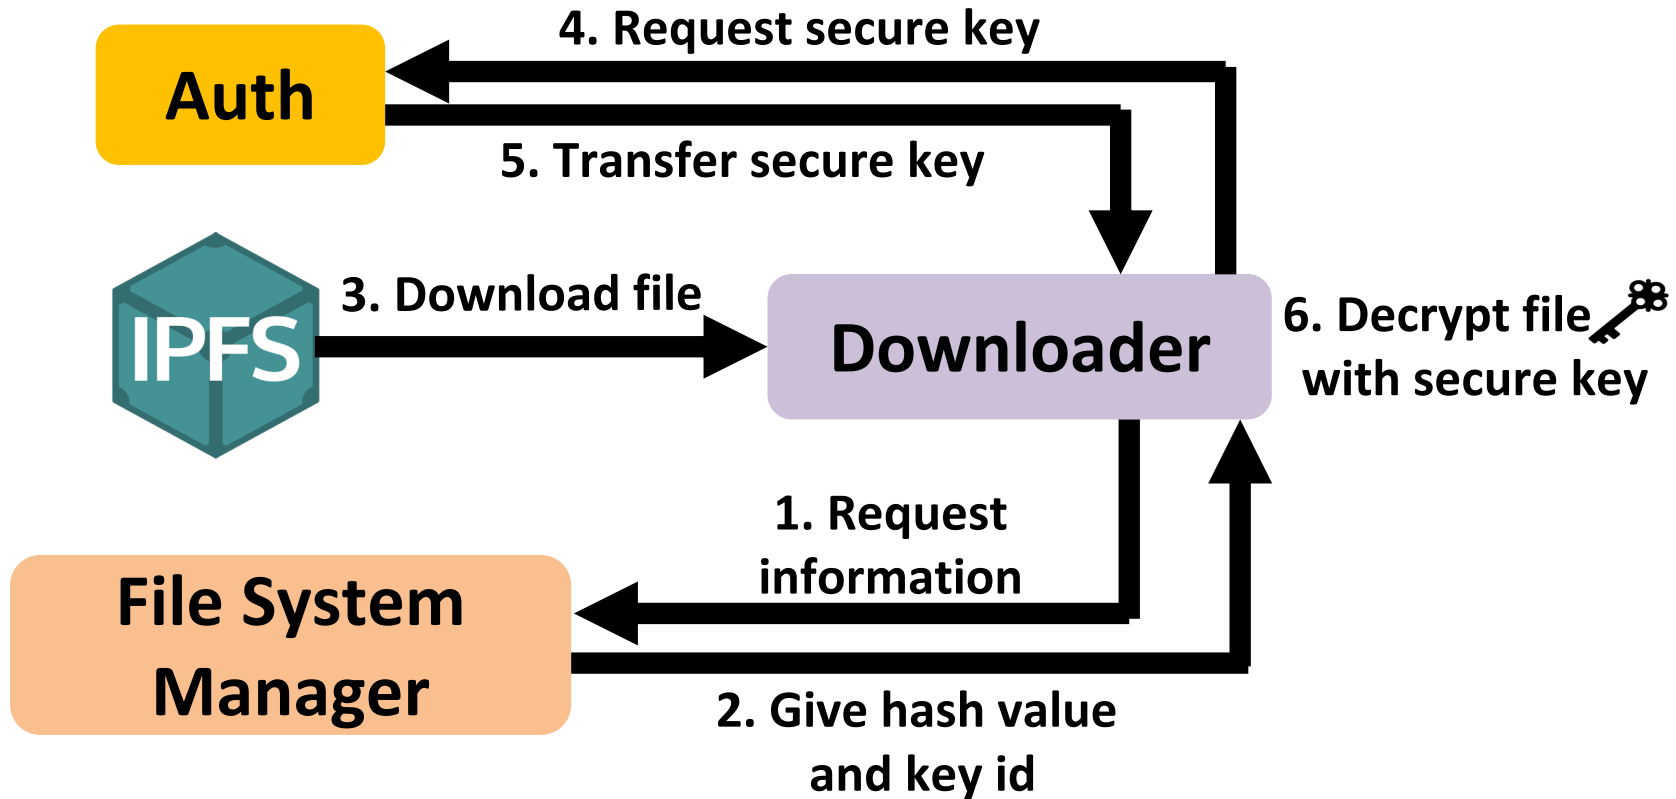 4. Request secure key
Auth
5. Transfer secure key
3. Download file
IPFS
Downloader
6. Decrypt file
with secure key
1. Request
information
File System
Manager
2. Give hash value
and key id